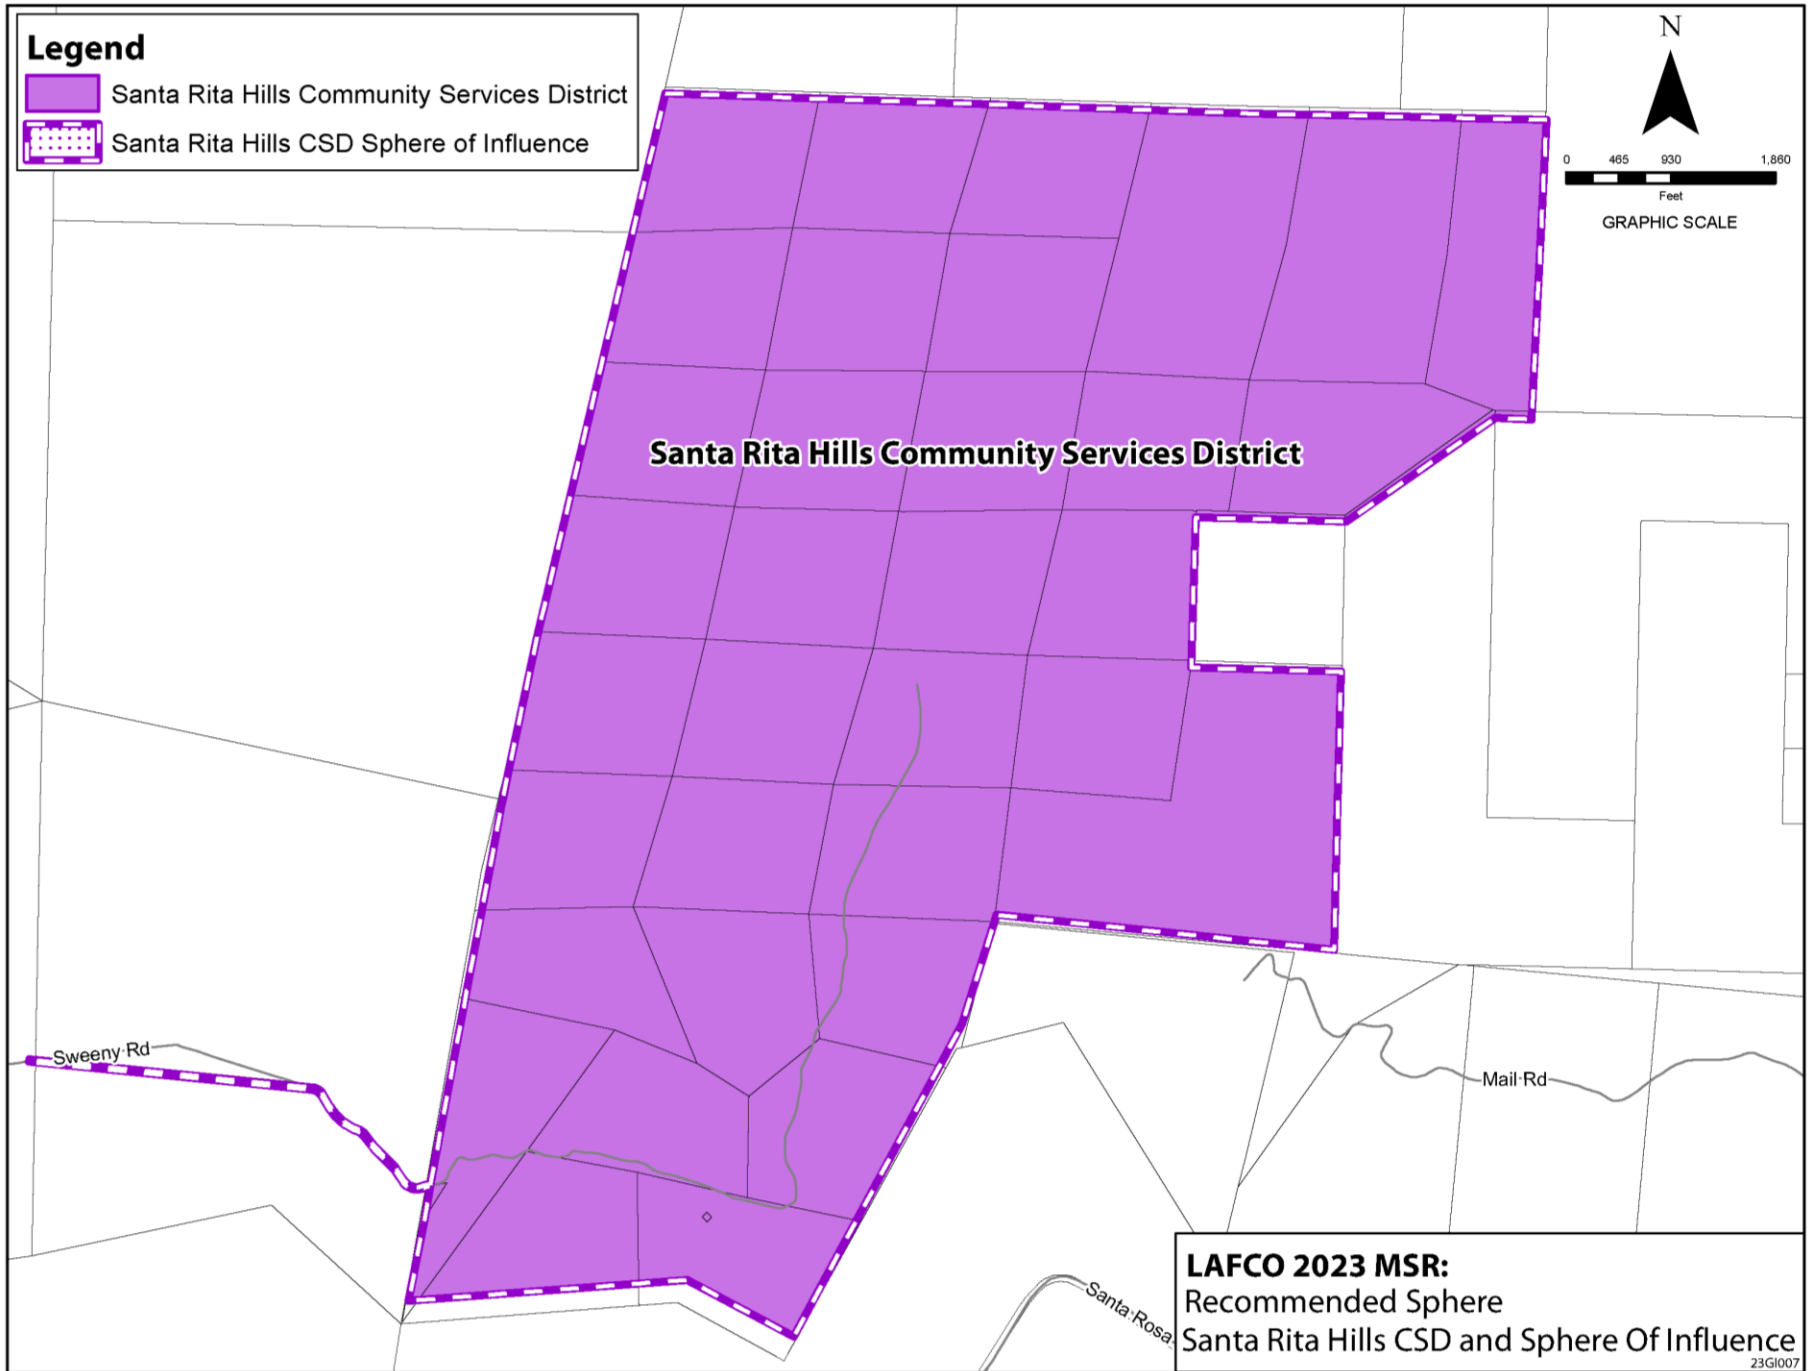 Legend
Santa Rita Hills Community Services District
Santa Rita Hills CSD Sphere of Influence
N
0 465 930 1,860
Feet
GRAPHIC SCALE
Santa Rita Hills Community Services District
Sweeny Rd
Mail Rd
Santa Rosa
LAFCO 2023 MSR:
Recommended Sphere
Santa Rita Hills CSD and Sphere Of Influence
23GI007